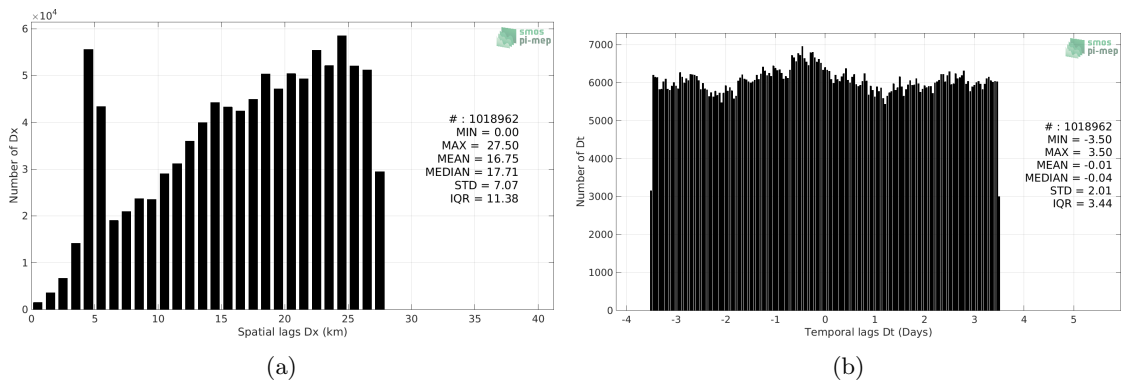 ×10⁴
6
5
4
3
2
1
0
Number of Dx
0 5 10 15 20 25 30 35 40
Spatial lags Dx (km)
smos
pi-mep
# : 1018962
MIN = 0.00
MAX = 27.50
MEAN = 16.75
MEDIAN = 17.71
STD = 7.07
IQR = 11.38
(a)
7000
6000
5000
4000
3000
2000
1000
0
Number of Dt
-4 -3 -2 -1 0 1 2 3 4 5
Temporal lags Dt (Days)
smos
pi-mep
# : 1018962
MIN = -3.50
MAX = 3.50
MEAN = -0.01
MEDIAN = -0.04
STD = 2.01
IQR = 3.44
(b)